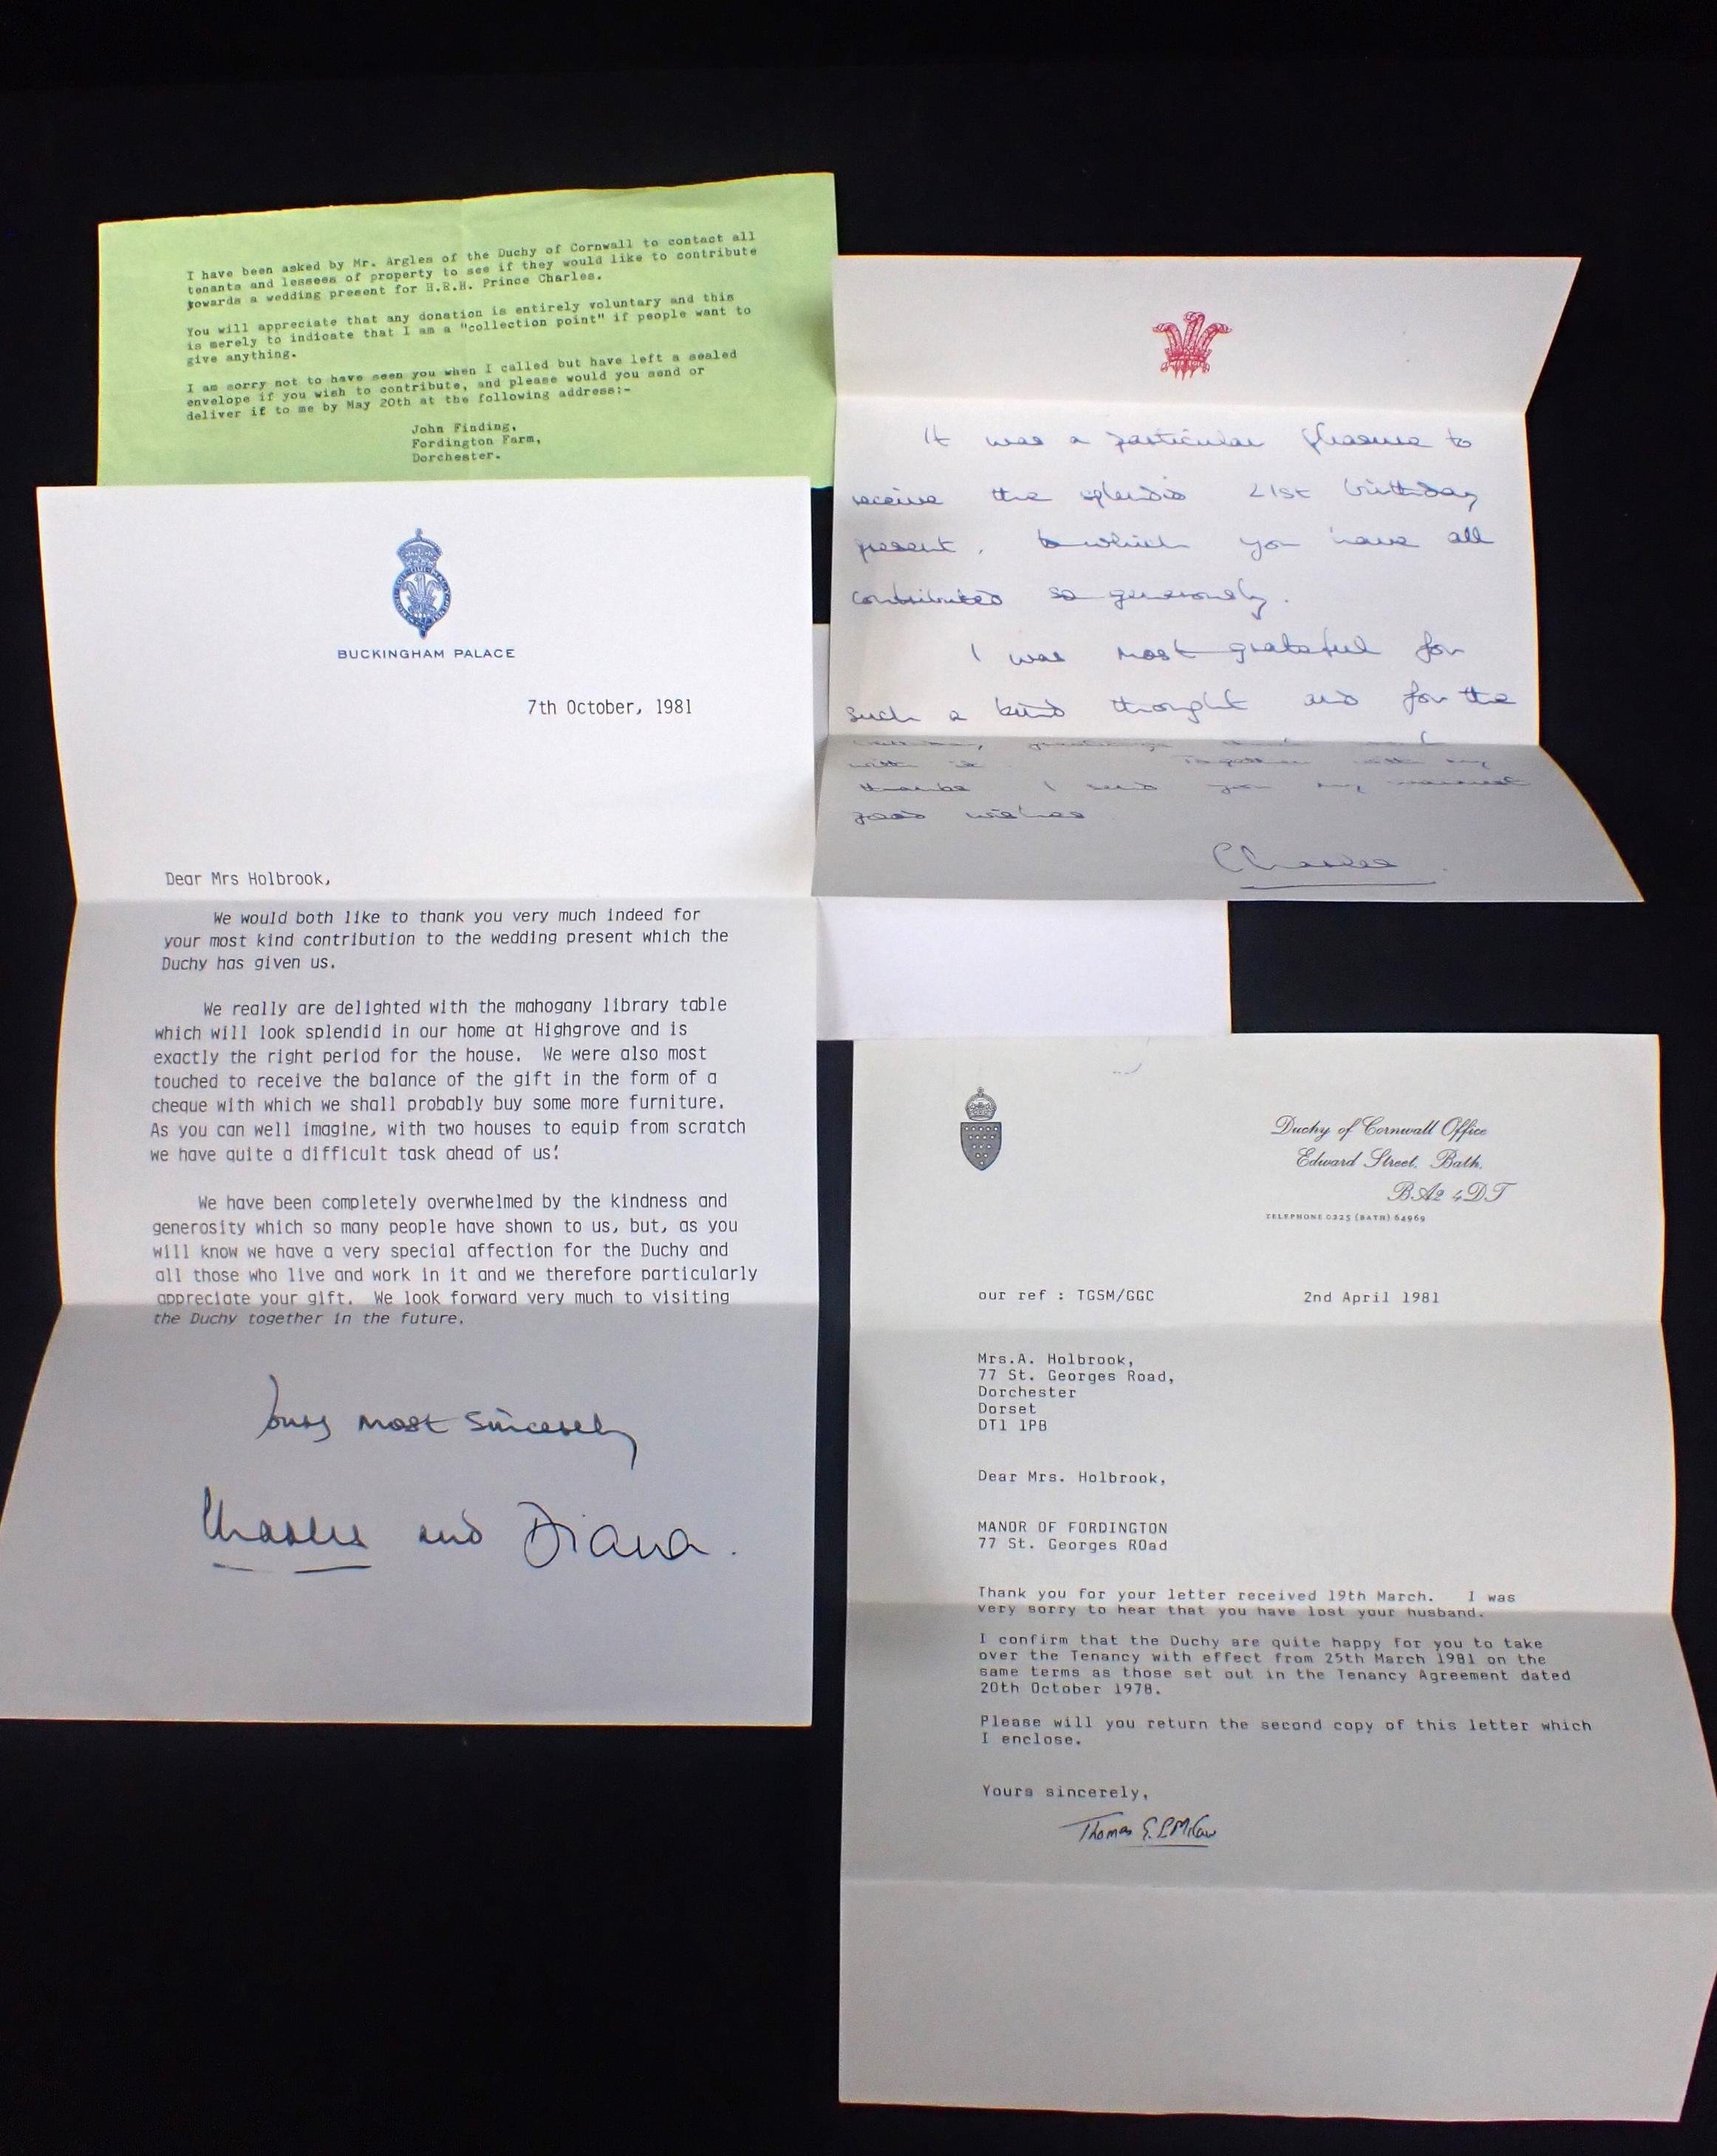 I have been asked by Mr. Argles of the Duchy of Cornwall to contact all
tenants and lessees of property to see if they would like to contribute
towards a wedding present for H.R.H. Prince Charles.
You will appreciate that any donation is entirely voluntary and this
is merely to indicate that I am a "collection point" if people want to
give anything.
I am sorry not to have seen you when I called but have left a sealed
envelope if you wish to contribute, and please would you send or
deliver it to me by May 20th at the following address:-
John Finding,
Fordington Farm,
Dorchester.
It was a particular pleasure to
receive the splendid 21st birthday
present, to which you have all
contributed so generously.
I was most grateful for
such a kind thought and for the
birthday greetings
with it. Together with my
thanks I send you my warmest
good wishes
Charles
BUCKINGHAM PALACE
7th October, 1981
Dear Mrs Holbrook,
We would both like to thank you very much indeed for
your most kind contribution to the wedding present which the
Duchy has given us.
We really are delighted with the mahogany library table
which will look splendid in our home at Highgrove and is
exactly the right period for the house. We were also most
touched to receive the balance of the gift in the form of a
cheque with which we shall probably buy some more furniture.
As you can well imagine, with two houses to equip from scratch
we have quite a difficult task ahead of us!
We have been completely overwhelmed by the kindness and
generosity which so many people have shown to us, but, as you
will know we have a very special affection for the Duchy and
all those who live and work in it and we therefore particularly
appreciate your gift. We look forward very much to visiting
the Duchy together in the future.
Yours most sincerely
Charles and Diana.
Duchy of Cornwall Office
Edward Street, Bath,
BA2 4DT
TELEPHONE 0225 (BATH) 64969
our ref : TGSM/GGC 2nd April 1981
Mrs.A. Holbrook,
77 St. Georges Road,
Dorchester
Dorset
DT1 1PB
Dear Mrs. Holbrook,
MANOR OF FORDINGTON
77 St. Georges ROad
Thank you for your letter received 19th March. I was
very sorry to hear that you have lost your husband.
I confirm that the Duchy are quite happy for you to take
over the Tenancy with effect from 25th March 1981 on the
same terms as those set out in the Tenancy Agreement dated
20th October 1978.
Please will you return the second copy of this letter which
I enclose.
Yours sincerely,
Thomas